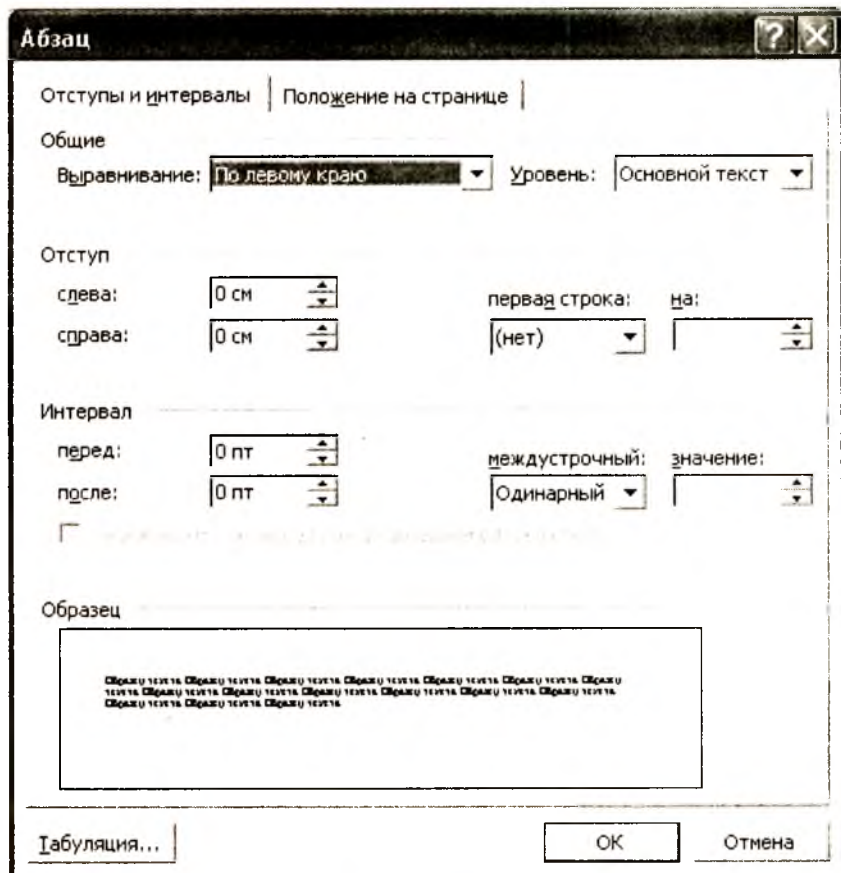 Абзац
Отступы и интервалы Положение на странице
Общие
Выравнивание: По левому краю Уровень: Основной текст
Отступ
слева: 0 см первая строка: на:
справа: 0 см (нет)
Интервал
перед: 0 пт междустрочный: значение:
после: 0 пт Одинарный
Образец
Табуляция... ОК Отмена